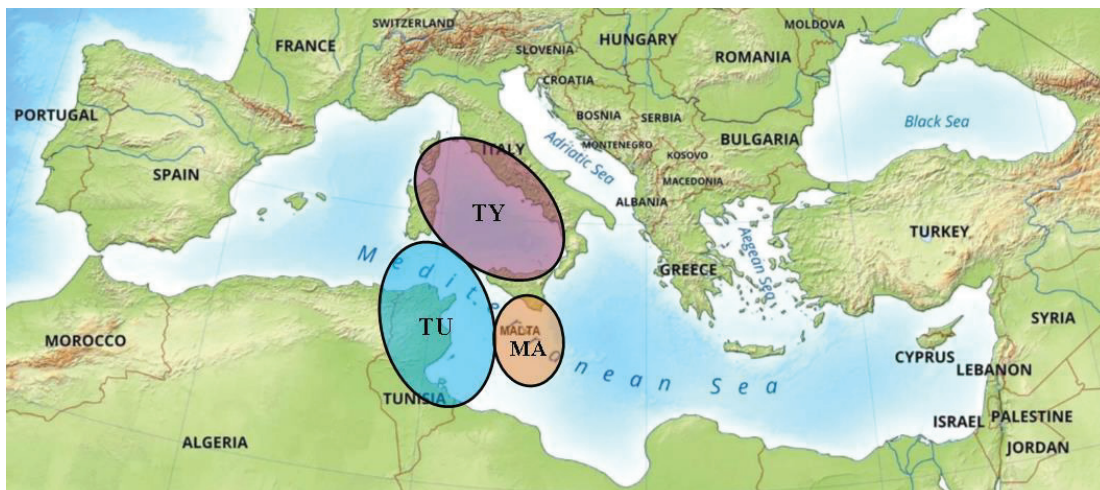 SWITZERLAND
MOLDOVA
FRANCE
HUNGARY
SLOVENIA
ROMANIA
CROATIA
PORTUGAL
BOSNIA
SERBIA
Black Sea
ITALY
Adriatic Sea
MONTENEGRO
BULGARIA
KOSOVO
SPAIN
MACEDONIA
ALBANIA
TY
Aegean Sea
TURKEY
GREECE
Medite
TU
MALTA
MA
anean Sea
SYRIA
MOROCCO
CYPRUS
LEBANON
TUNISIA
ISRAEL
PALESTINE
ALGERIA
JORDAN